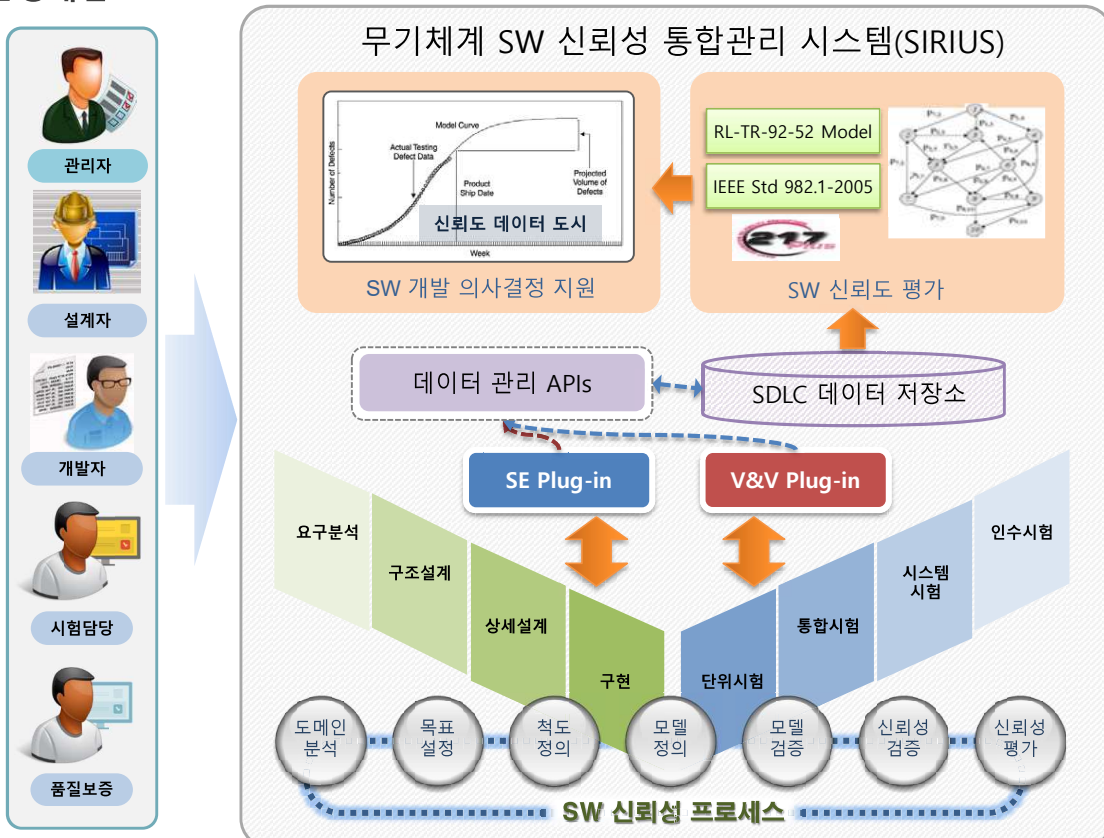 관리자
설계자
개발자
시험담당
품질보증
무기체계 SW 신뢰성 통합관리 시스템(SIRIUS)
Number of Defects
Model Curve
Actual Testing
Defect Data
Product
Ship Date
Projected
Volume of
Defects
신뢰도 데이터 도시
Week
SW 개발 의사결정 지원
RL-TR-92-52 Model
IEEE Std 982.1-2005
217
Plus
SW 신뢰도 평가
데이터 관리 APIs
SDLC 데이터 저장소
SE Plug-in
V&V Plug-in
요구분석
구조설계
상세설계
구현
단위시험
통합시험
시스템
시험
인수시험
도메인
분석
목표
설정
척도
정의
모델
정의
모델
검증
신뢰성
검증
신뢰성
평가
SW 신뢰성 프로세스